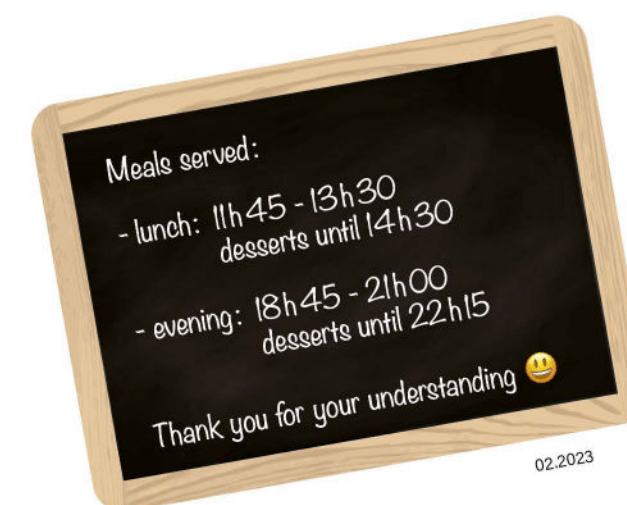 Meals served:
- lunch: 11h45 - 13h30
desserts until 14h30
- evening: 18h45 - 21h00
desserts until 22h15
Thank you for your understanding 😃
02.2023